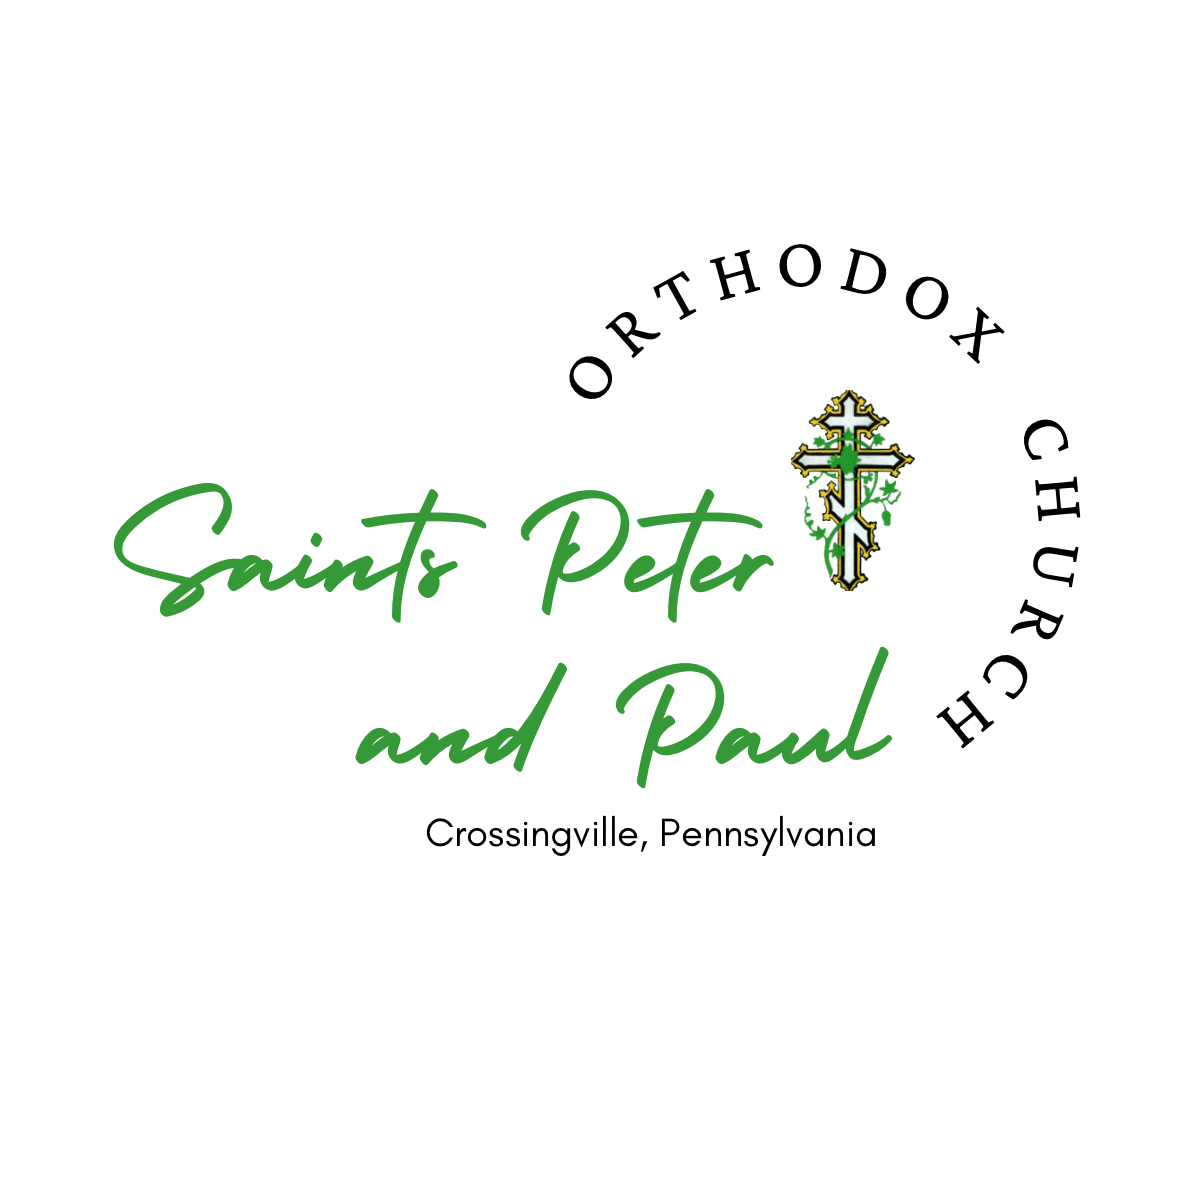 ORTHODOX CHURCH
Saints Peter
and Paul
Crossingville, Pennsylvania